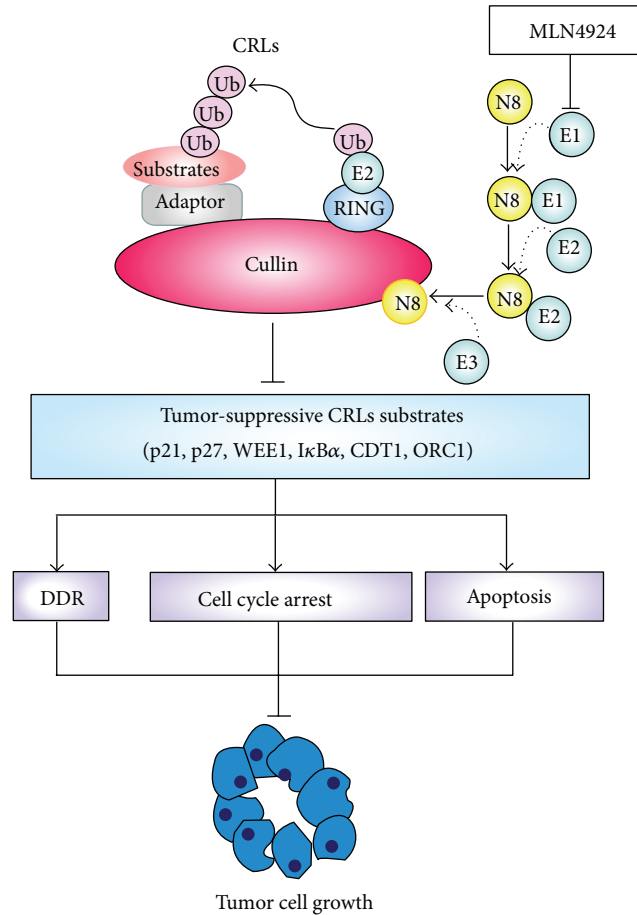 CRLs
MLN4924
Ub
Ub
Ub
Ub
N8
E1
Substrates
E2
Adaptor
RING
N8
E1
Cullin
E2
N8
N8
E2
E3
Tumor-suppressive CRLs substrates
(p21, p27, WEE1, IκBα, CDT1, ORC1)
DDR
Cell cycle arrest
Apoptosis
Tumor cell growth